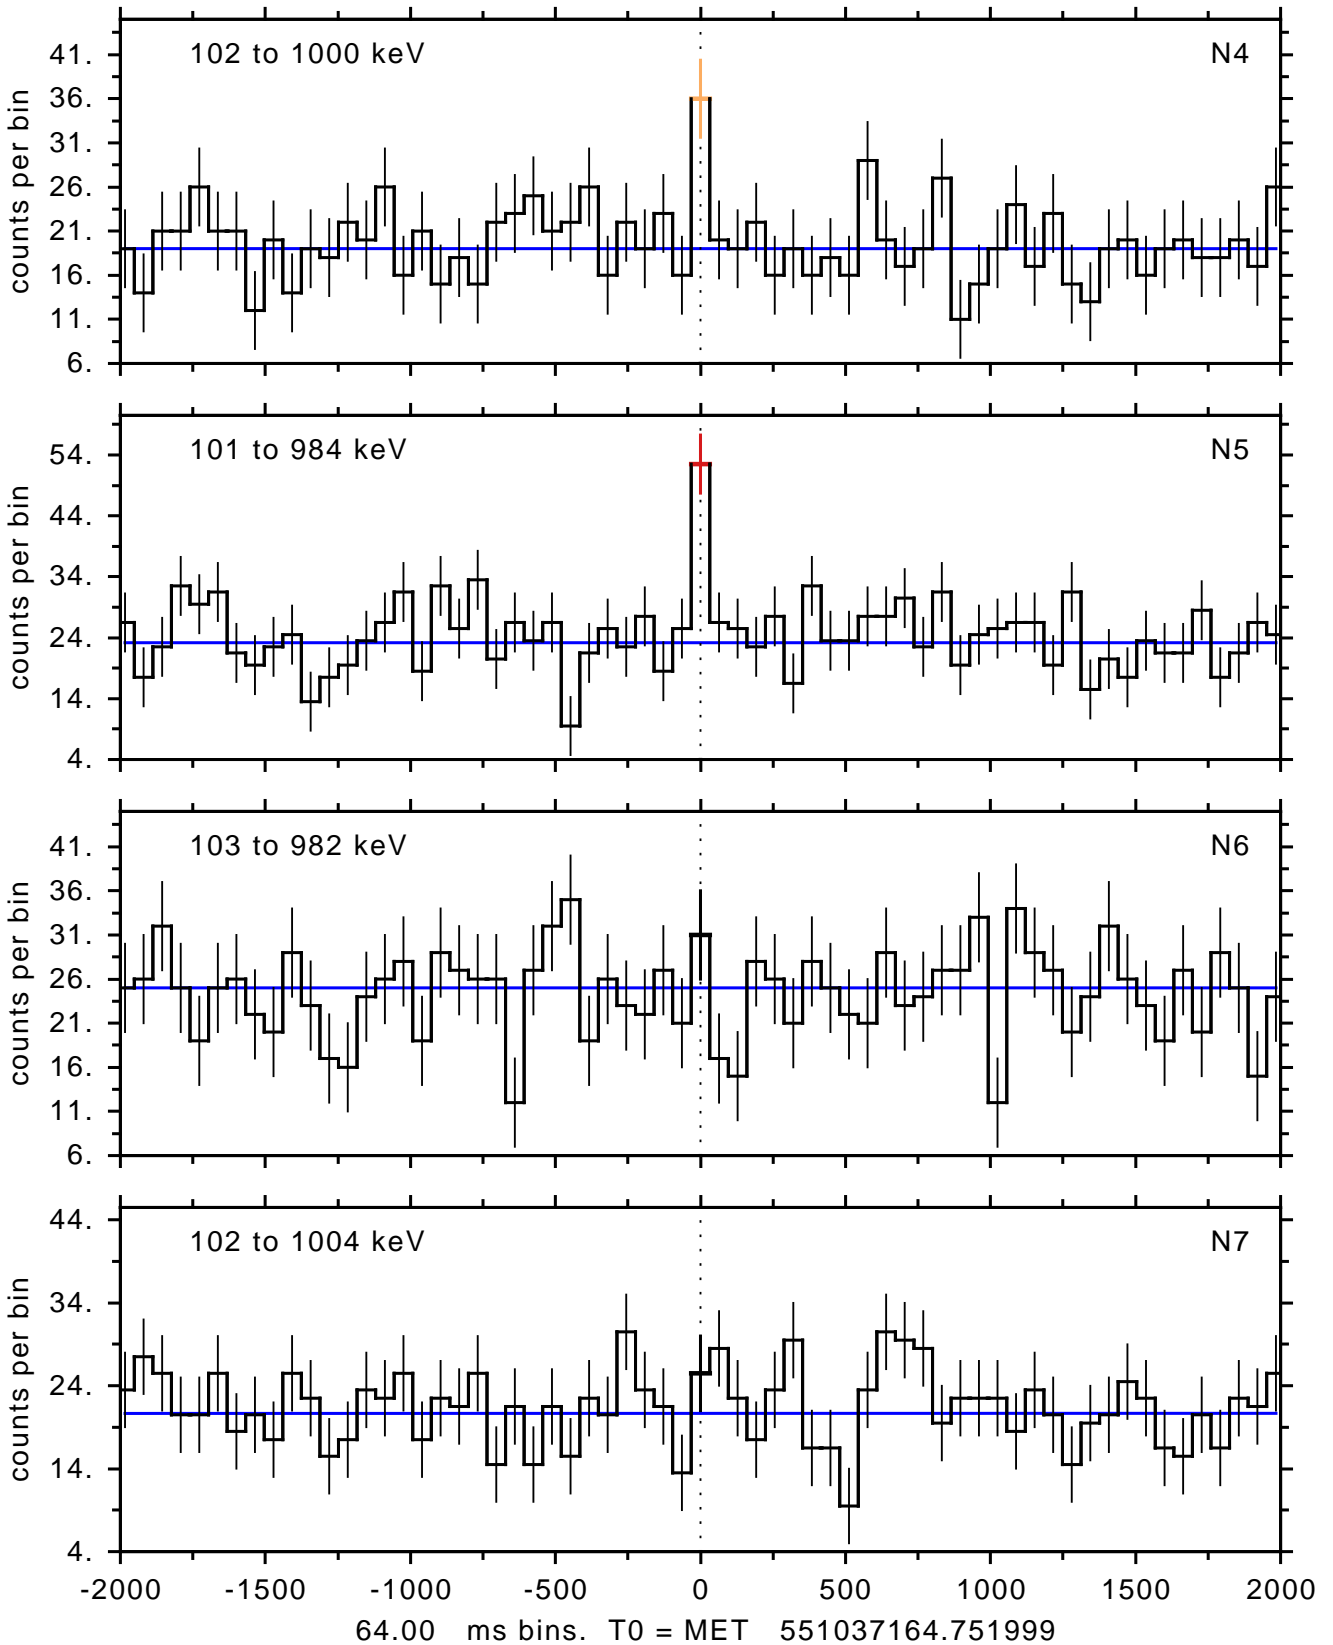 102 to 1000 keV N4
41.
36.
31.
26.
21.
16.
11.
6.
counts per bin
101 to 984 keV N5
54.
44.
34.
24.
14.
4.
counts per bin
103 to 982 keV N6
41.
36.
31.
26.
21.
16.
11.
6.
counts per bin
102 to 1004 keV N7
44.
34.
24.
14.
4.
counts per bin
-2000 -1500 -1000 -500 0 500 1000 1500 2000
64.00 ms bins. T0 = MET 551037164.751999